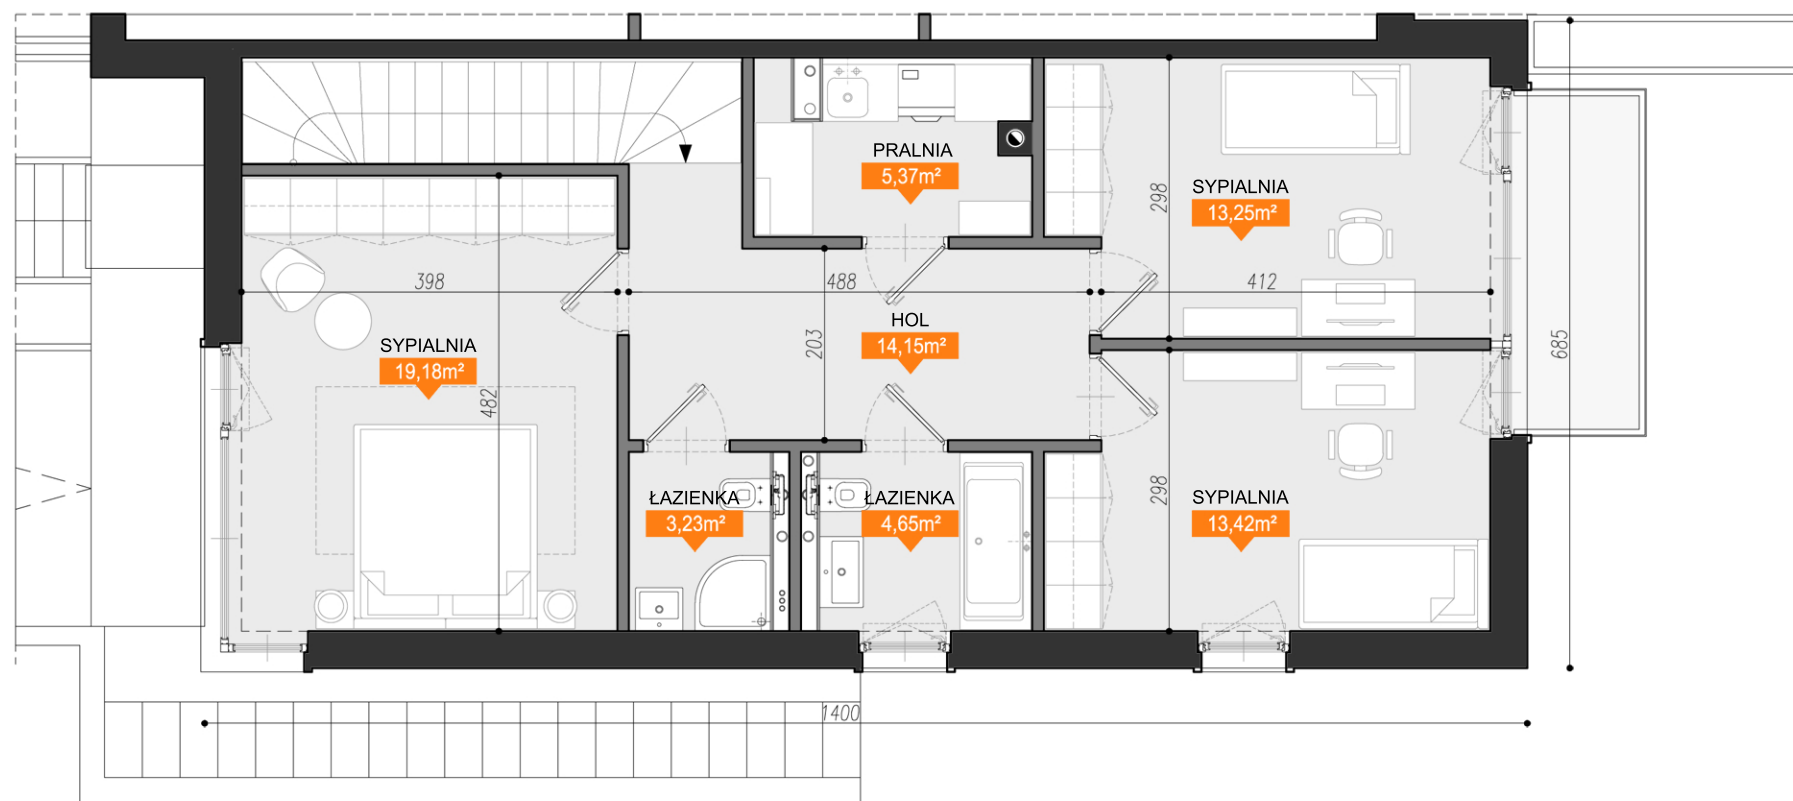 PRALNIA
5,37m²
SYPIALNIA
13,25m²
298
398
488
412
HOL
14,15m²
203
SYPIALNIA
19,18m²
482
685
ŁAZIENKA
3,23m²
ŁAZIENKA
4,65m²
298
SYPIALNIA
13,42m²
1400